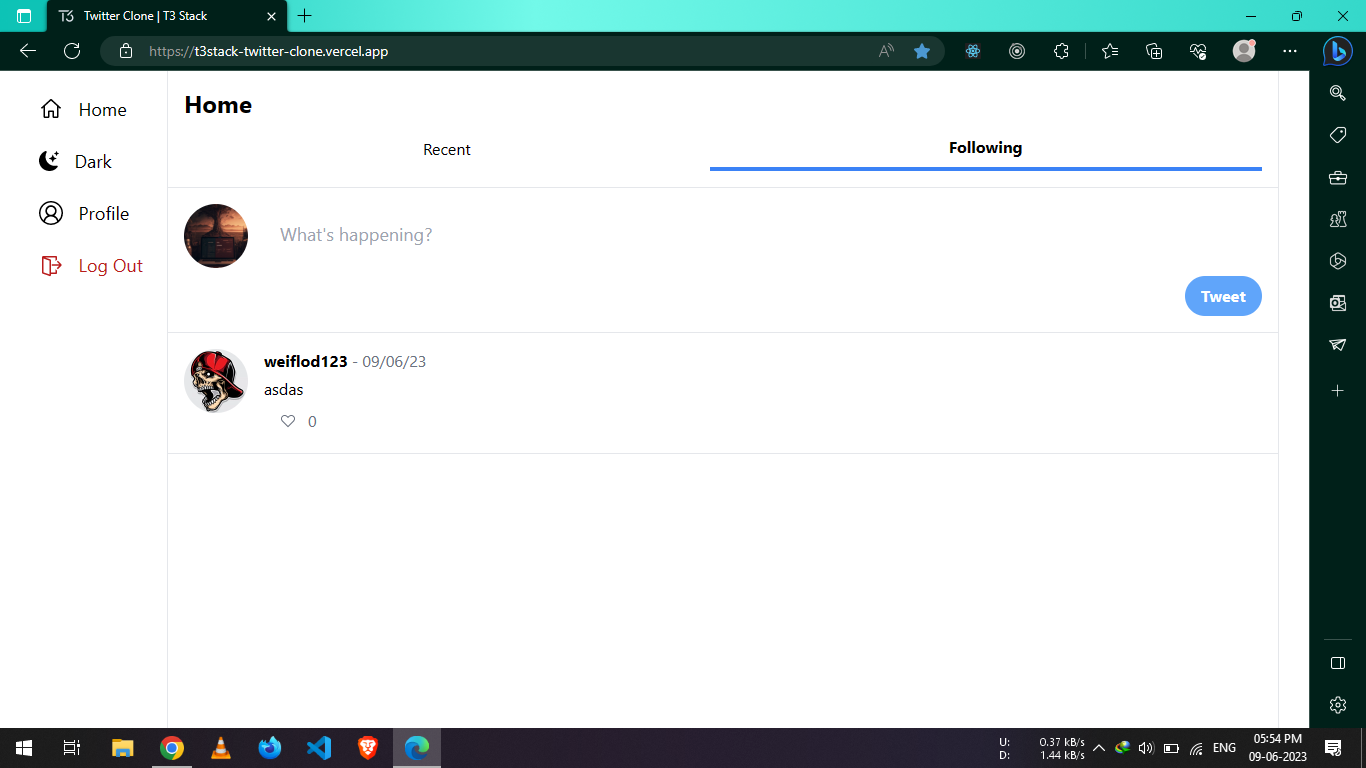 T3 Twitter Clone | T3 Stack
https://t3stack-twitter-clone.vercel.app
Home
Dark
Profile
Log Out
Home
Recent
Following
What's happening?
Tweet
weiflod123 - 09/06/23
asdas
0
U: 0.37 kB/s
D: 1.44 kB/s
ENG
05:54 PM
09-06-2023